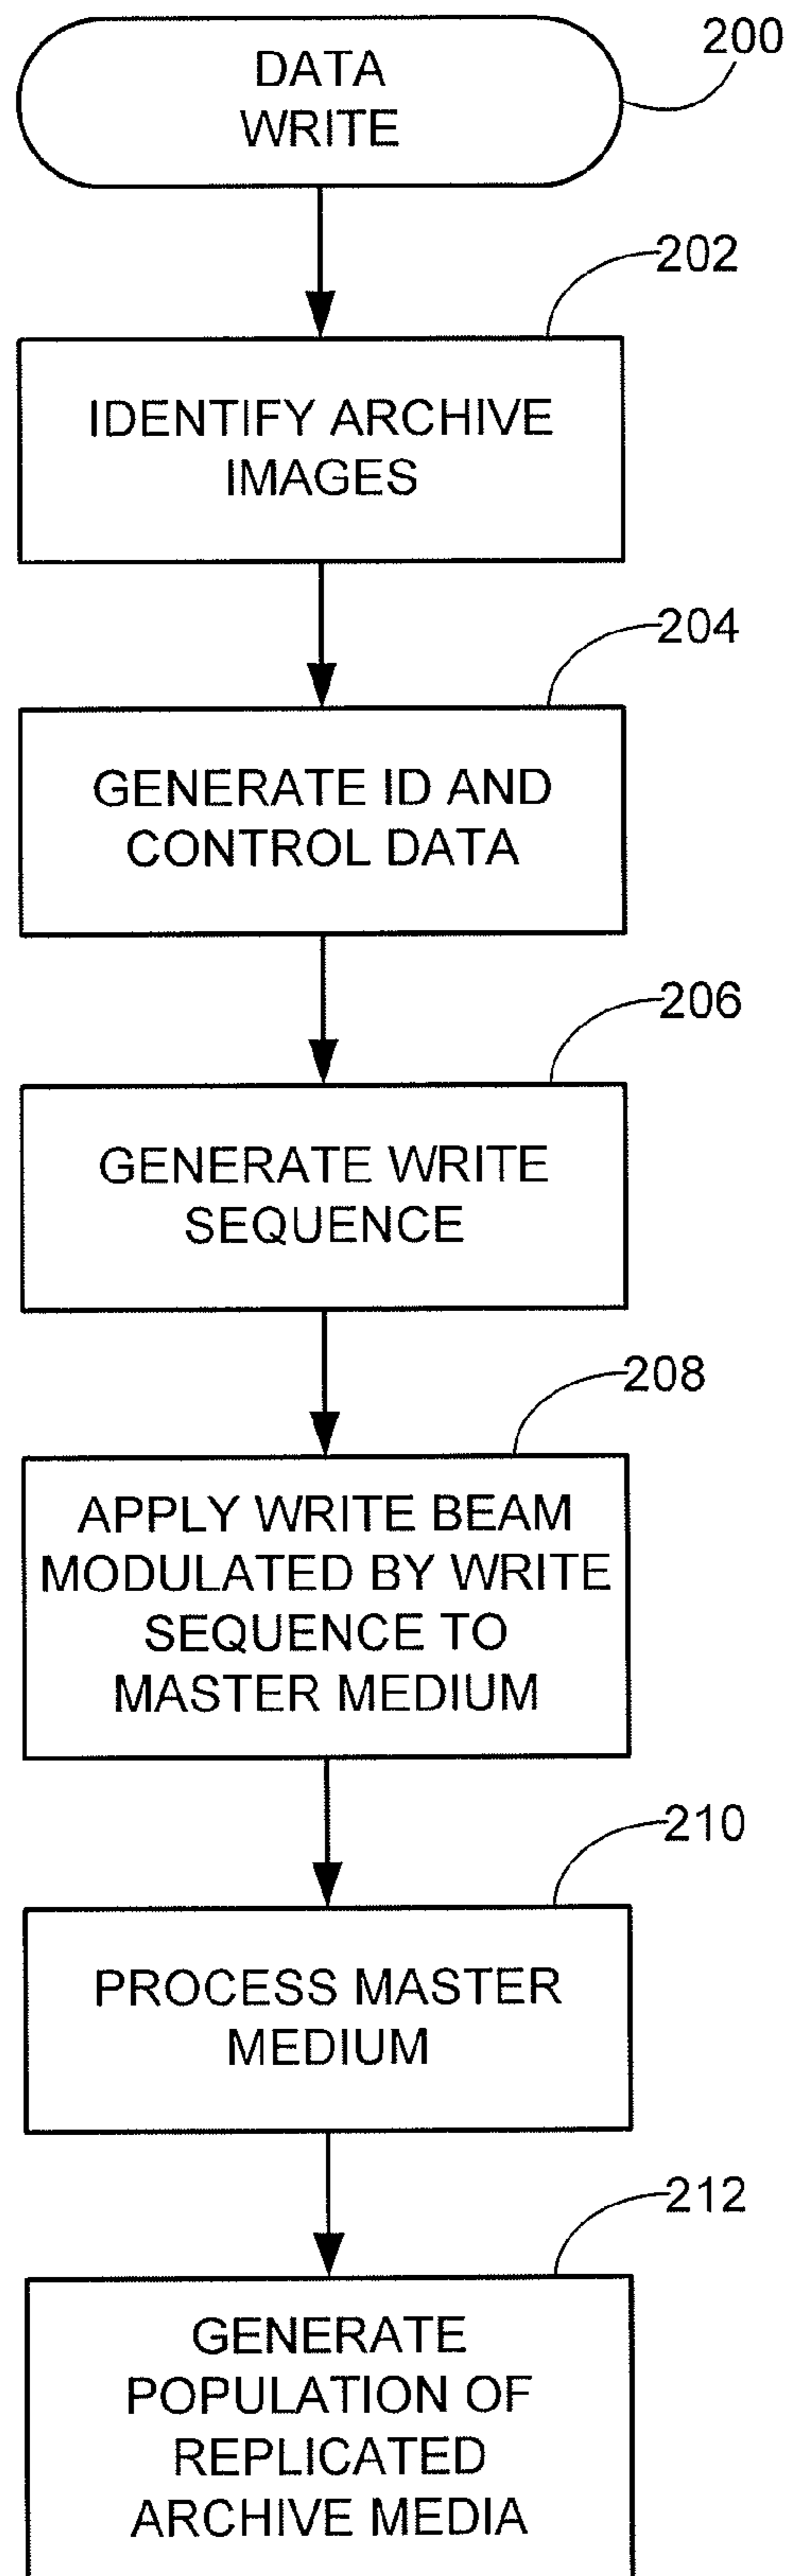 DATA
WRITE
200
202
IDENTIFY ARCHIVE
IMAGES
204
GENERATE ID AND
CONTROL DATA
206
GENERATE WRITE
SEQUENCE
208
APPLY WRITE BEAM
MODULATED BY WRITE
SEQUENCE TO
MASTER MEDIUM
210
PROCESS MASTER
MEDIUM
212
GENERATE
POPULATION OF
REPLICATED
ARCHIVE MEDIA